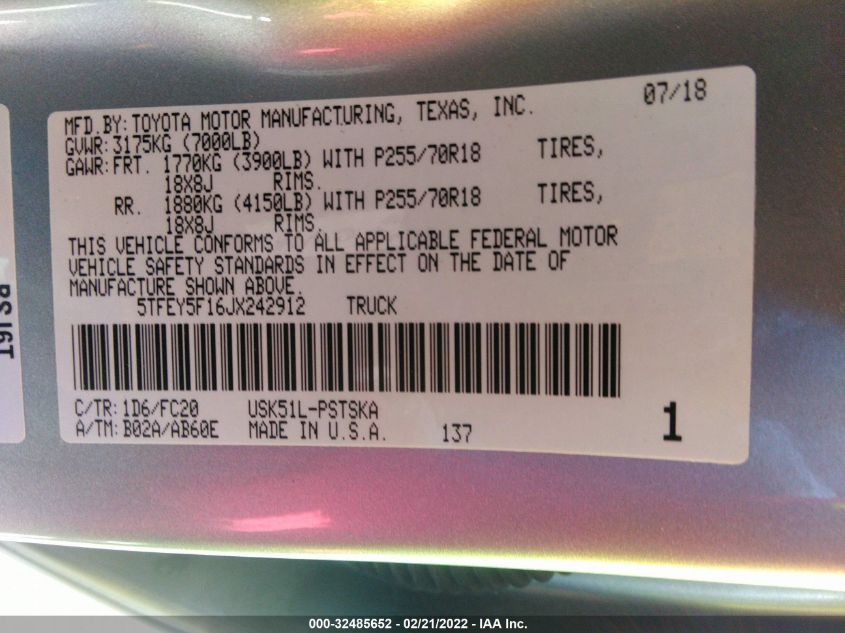 MFD.BY:TOYOTA MOTOR MANUFACTURING, TEXAS, INC. 07/18
GVWR:3175KG (7000LB)
GAWR:FRT. 1770KG (3900LB) WITH P255/70R18 TIRES,
18X8J RIMS.
RR. 1880KG (4150LB) WITH P255/70R18 TIRES,
18X8J RIMS.
THIS VEHICLE CONFORMS TO ALL APPLICABLE FEDERAL MOTOR
VEHICLE SAFETY STANDARDS IN EFFECT ON THE DATE OF
MANUFACTURE SHOWN ABOVE.
5TFEY5F16JX242912 TRUCK
C/TR:1D6/FC20 USK51L-PSTSKA
A/TM:B02A/AB60E MADE IN U.S.A. 137 1
000-32485652 - 02/21/2022 - IAA Inc.